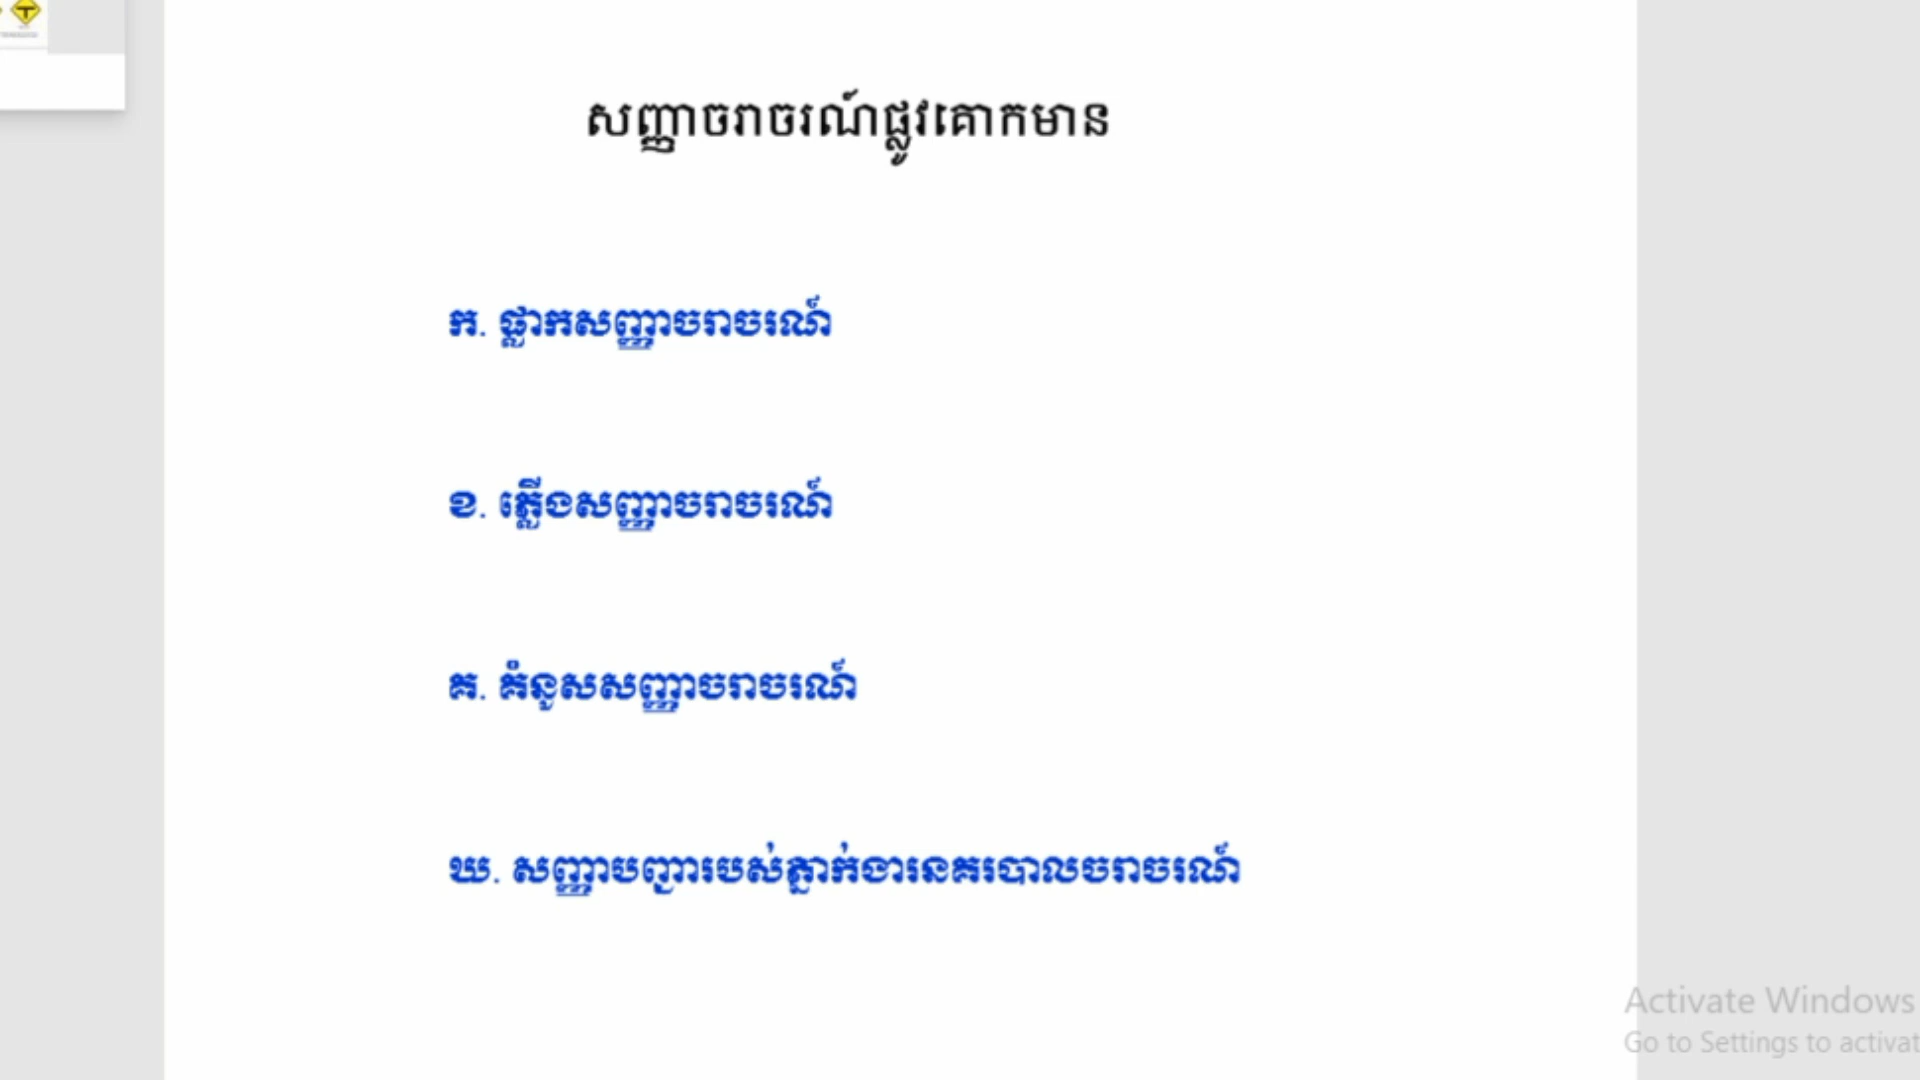 សញ្ញាចរាចរណ៍ផ្លូវគោកមាន
ក. ផ្លាកសញ្ញាចរាចរណ៍
ខ. ភ្លើងសញ្ញាចរាចរណ៍
គ. គំនូសសញ្ញាចរាចរណ៍
ឃ. សញ្ញាបញ្ជារបស់ភ្នាក់ងារនគរបាលចរាចរណ៍
Activate Windows
Go to Settings to activat